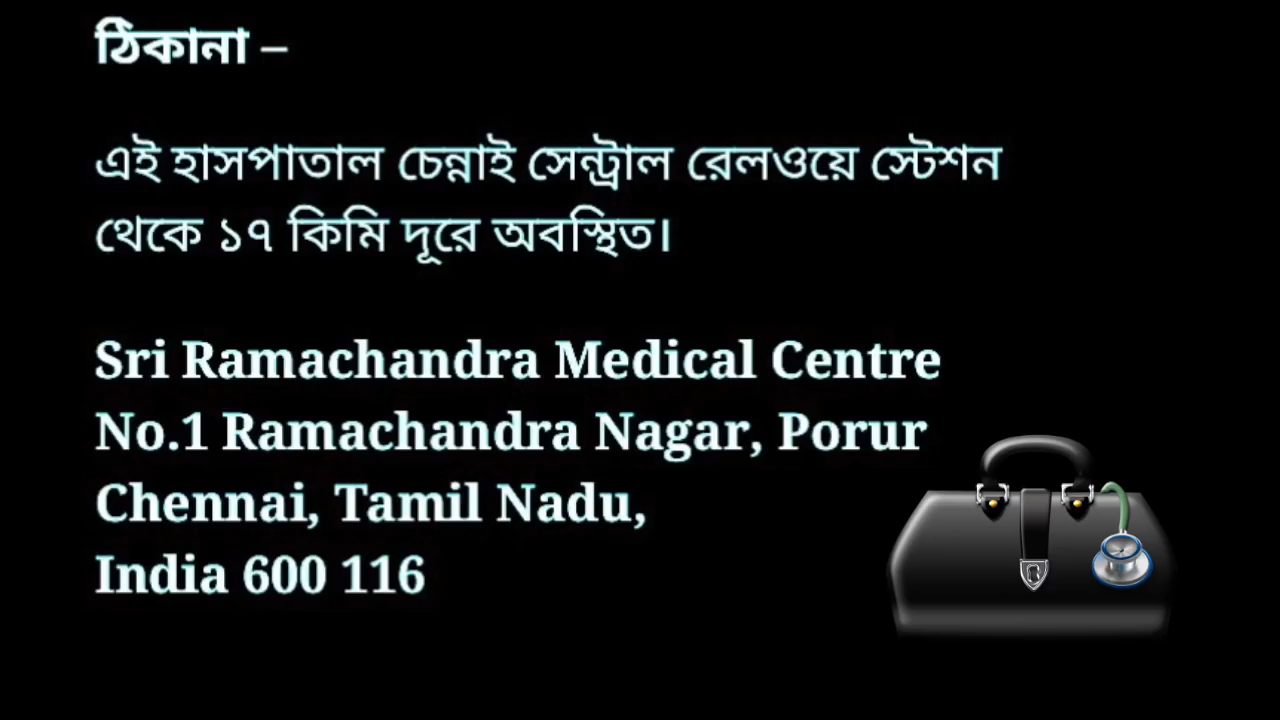 ঠিকানা –
এই হাসপাতাল চেন্নাই সেন্ট্রাল রেলওয়ে স্টেশন
থেকে ১৭ কিমি দূরে অবস্থিত।
Sri Ramachandra Medical Centre
No.1 Ramachandra Nagar, Porur
Chennai, Tamil Nadu,
India 600 116